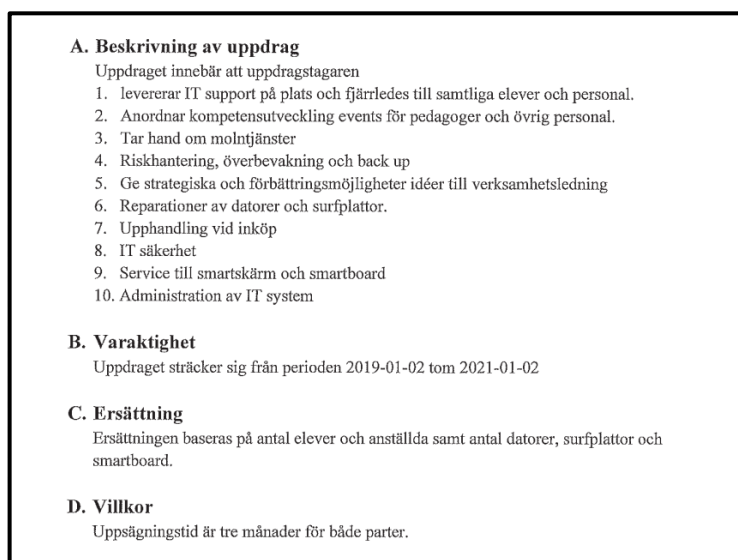 A. Beskrivning av uppdrag
Uppdraget innebär att uppdragstagaren
1. levererar IT support på plats och fjärrledes till samtliga elever och personal.
2. Anordnar kompetensutveckling events för pedagoger och övrig personal.
3. Tar hand om molntjänster
4. Riskhantering, överbevakning och back up
5. Ge strategiska och förbättringsmöjligheter idéer till verksamhetsledning
6. Reparationer av datorer och surfplattor.
7. Upphandling vid inköp
8. IT säkerhet
9. Service till smartskärm och smartboard
10. Administration av IT system
B. Varaktighet
Uppdraget sträcker sig från perioden 2019-01-02 tom 2021-01-02
C. Ersättning
Ersättningen baseras på antal elever och anställda samt antal datorer, surfplattor och
smartboard.
D. Villkor
Uppsägningstid är tre månader för både parter.